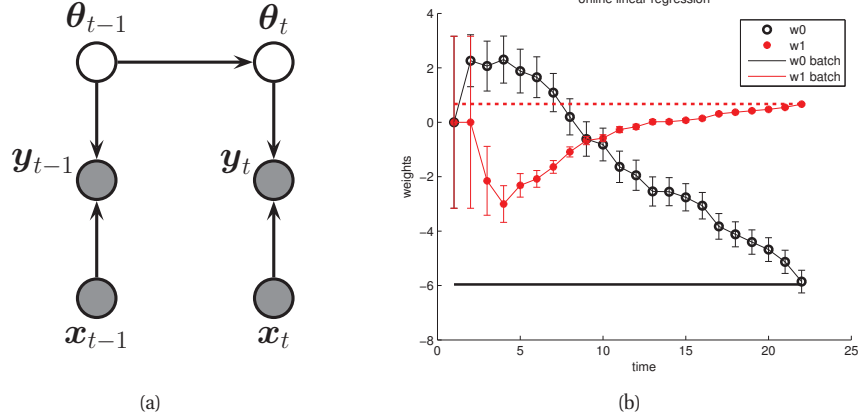 θ_{t−1}
θ_t
y_{t−1}
y_t
x_{t−1}
x_t
(a)
online linear regression
w0
w1
w0 batch
w1 batch
4
2
0
−2
−4
−6
−8
weights
0
5
10
15
20
25
time
(b)